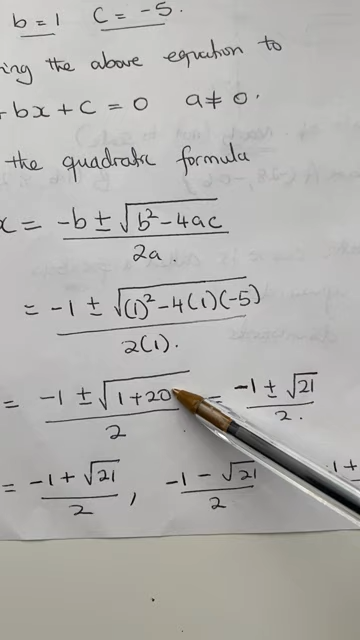 b=1 C=-5.
ing the above equation to
bx+c=0 a≠0.
the quadratic formula
x = (-b ± √(b²-4ac))/2a.
= (-1 ± √((1)²-4(1)(-5)))/2(1).
= (-1 ± √(1+20))/2 = (-1 ± √21)/2.
= (-1+√21)/2 , (-1-√21)/2